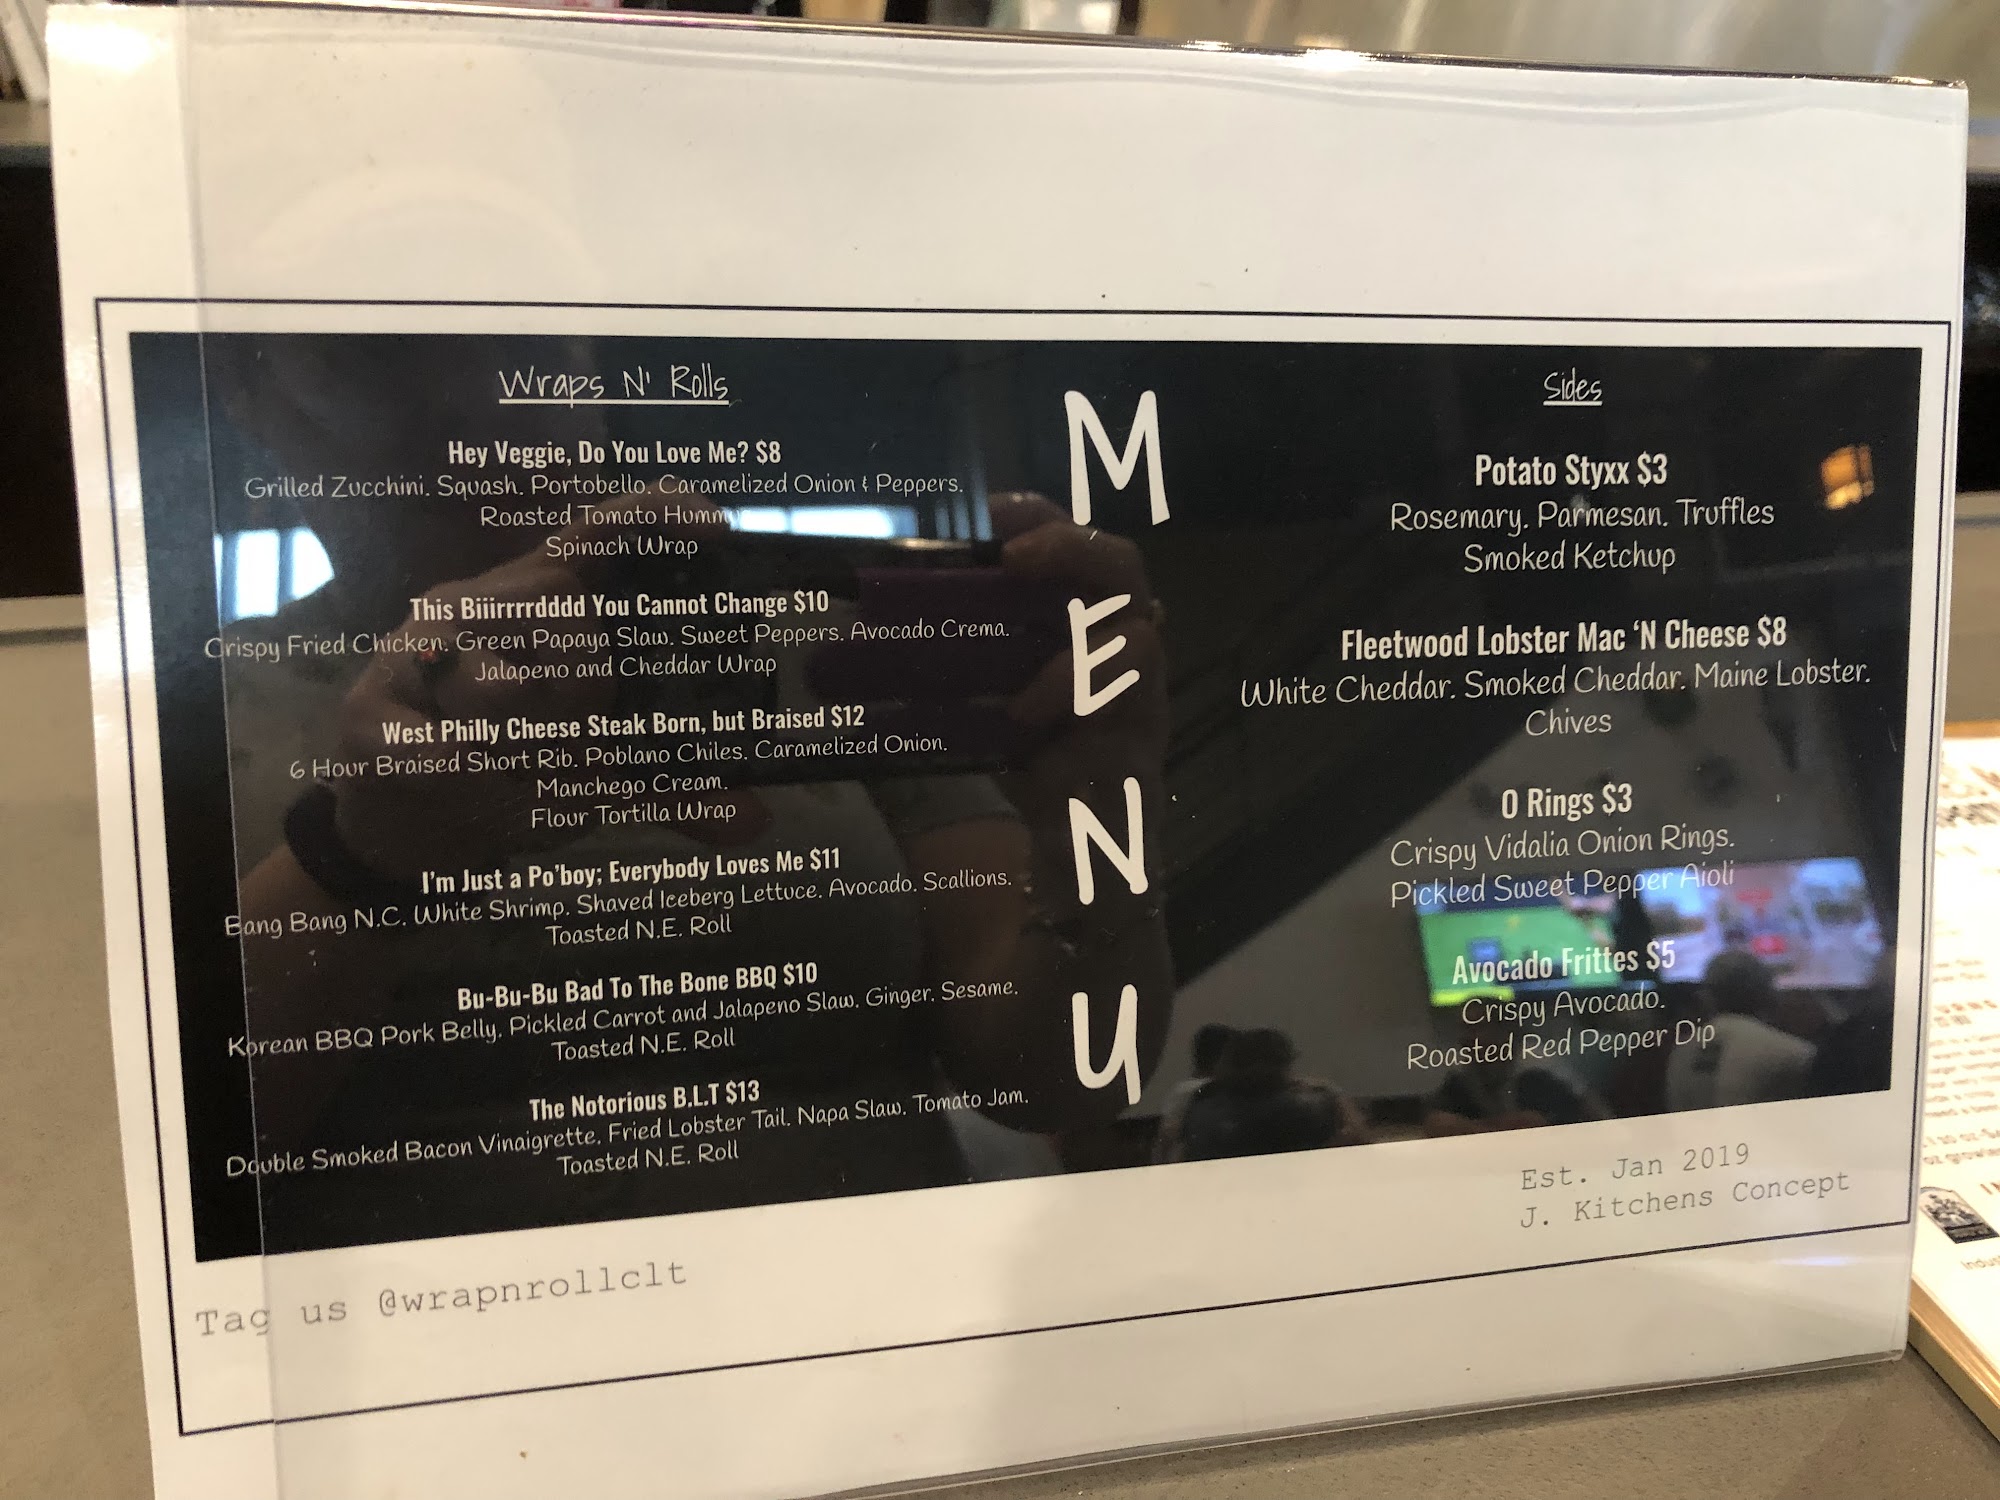 Wraps N' Rolls
Hey Veggie, Do You Love Me? $8
Grilled Zucchini. Squash. Portobello. Caramelized Onion & Peppers.
Roasted Tomato
Spinach Wrap
This Biiirrrrdddd You Cannot Change $10
Crispy Fried Chicken. Green Papaya Slaw. Sweet Peppers. Avocado Crema.
Jalapeno and Cheddar Wrap
West Philly Cheese Steak Born, but Braised $12
6 Hour Braised Short Rib. Poblano Chiles. Caramelized Onion.
Manchego Cream.
Flour Tortilla Wrap
I'm Just a Po'boy; Everybody Loves Me $11
Bang Bang N.C. White Shrimp. Shaved Iceberg Lettuce. Avocado. Scallions.
Toasted N.E. Roll
Bu-Bu-Bu Bad To The Bone BBQ $10
Korean BBQ Pork Belly. Pickled Carrot and Jalapeno Slaw. Ginger. Sesame.
Toasted N.E. Roll
The Notorious B.L.T $13
Double Smoked Bacon Vinaigrette. Fried Lobster Tail. Napa Slaw. Tomato Jam.
Toasted N.E. Roll
MENU
Sides
Potato Styxx $3
Rosemary. Parmesan. Truffles
Smoked Ketchup
Fleetwood Lobster Mac 'N Cheese $8
White Cheddar. Smoked Cheddar. Maine Lobster.
Chives
O Rings $3
Crispy Vidalia Onion Rings.
Pickled Sweet Pepper Aioli
Avocado Frittes $5
Crispy Avocado.
Roasted Red Pepper Dip
Est. Jan 2019
J. Kitchens Concept
Tag us @wrapnrollclt